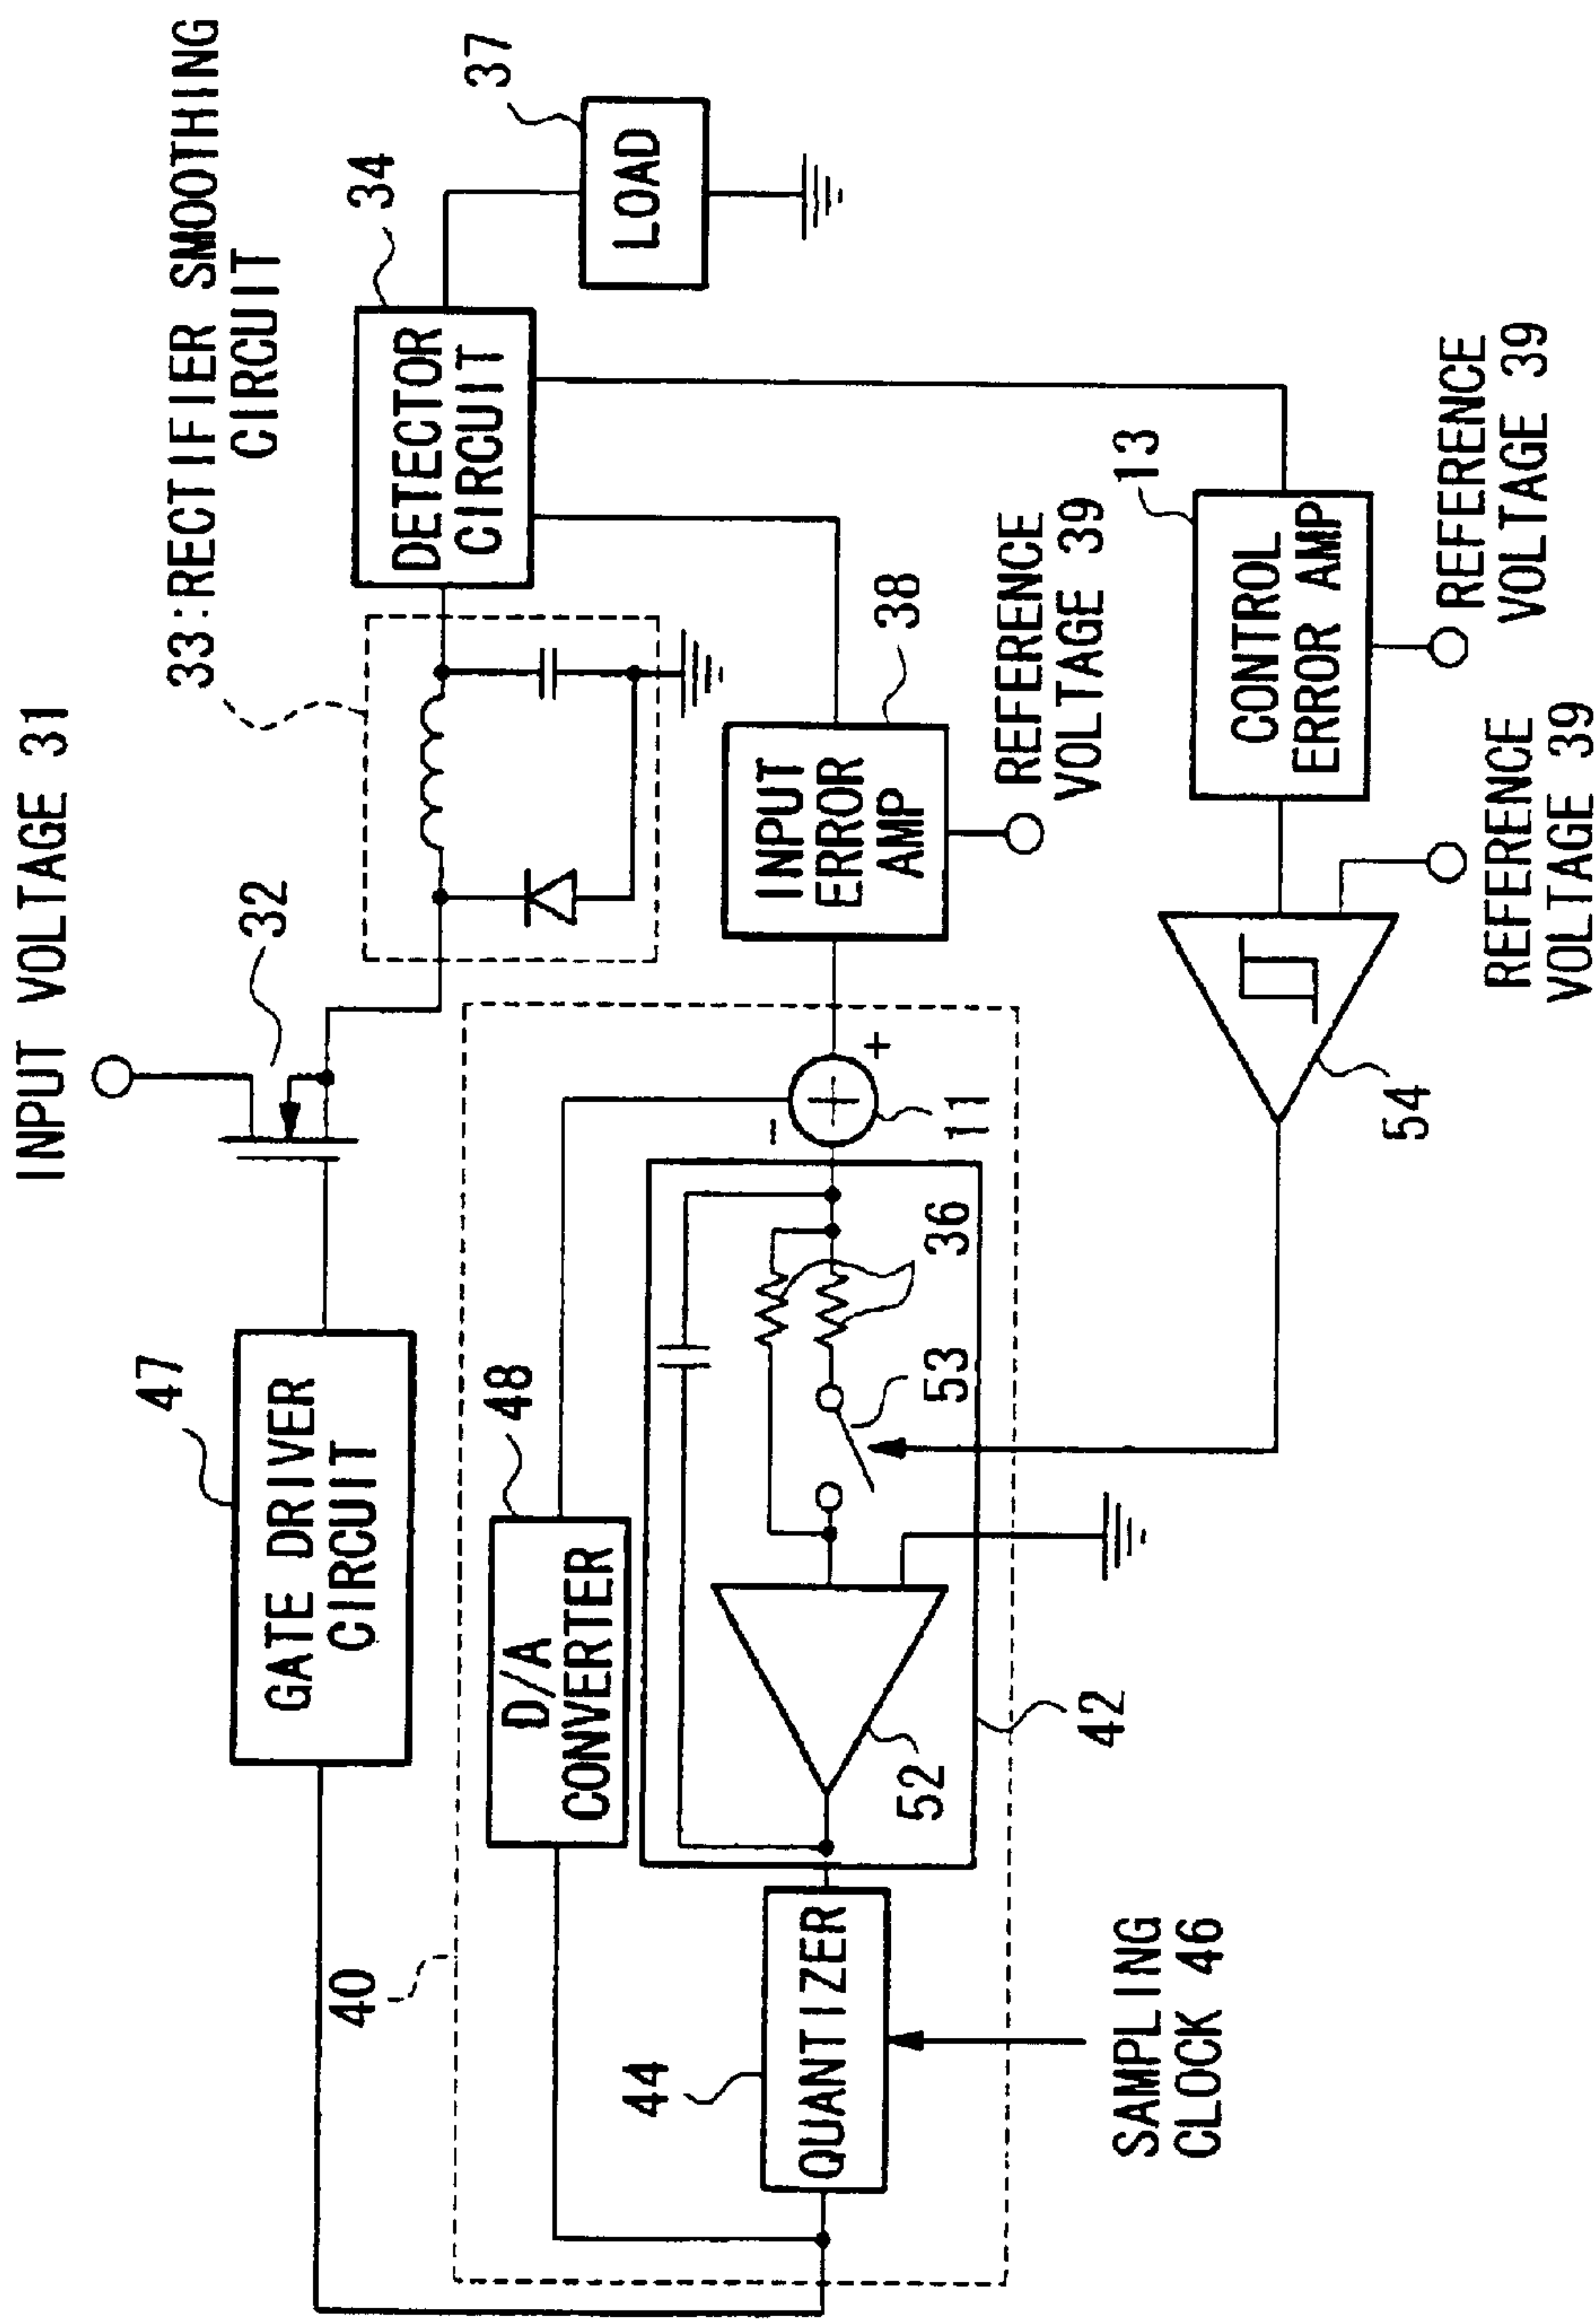 INPUT VOLTAGE 31
32
33:RECTIFIER SMOOTHING
CIRCUIT
47
GATE DRIVER
CIRCUIT
34
DETECTOR
CIRCUIT
37
LOAD
40
48
D/A
CONVERTER
-
+
11
38
INPUT
ERROR
AMP
REFERENCE
VOLTAGE 39
44
QUANTIZER
52
53
36
42
SAMPLING
CLOCK 46
13
CONTROL
ERROR AMP
54
REFERENCE
VOLTAGE 39
REFERENCE
VOLTAGE 39